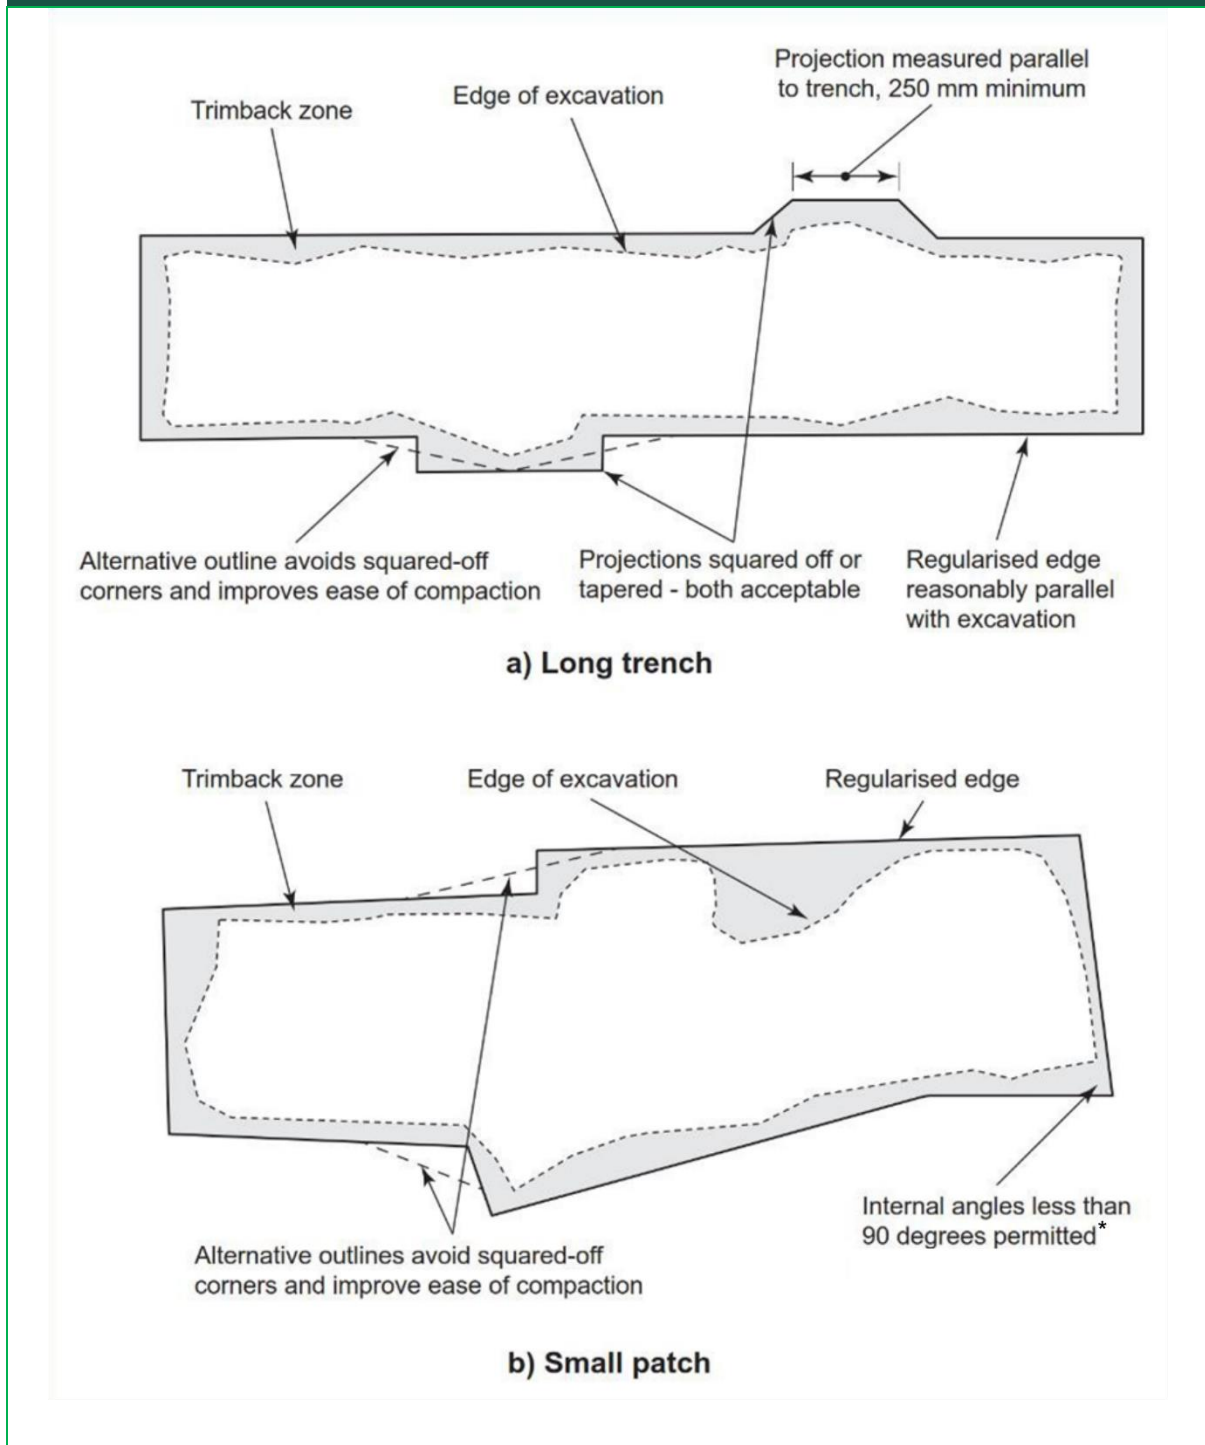 Projection measured parallel
to trench, 250 mm minimum
Edge of excavation
Trimback zone
Alternative outline avoids squared-off
corners and improves ease of compaction
Projections squared off or
tapered - both acceptable
Regularised edge
reasonably parallel
with excavation
a) Long trench
Trimback zone
Edge of excavation
Regularised edge
Internal angles less than
90 degrees permitted*
Alternative outlines avoid squared-off
corners and improve ease of compaction
b) Small patch